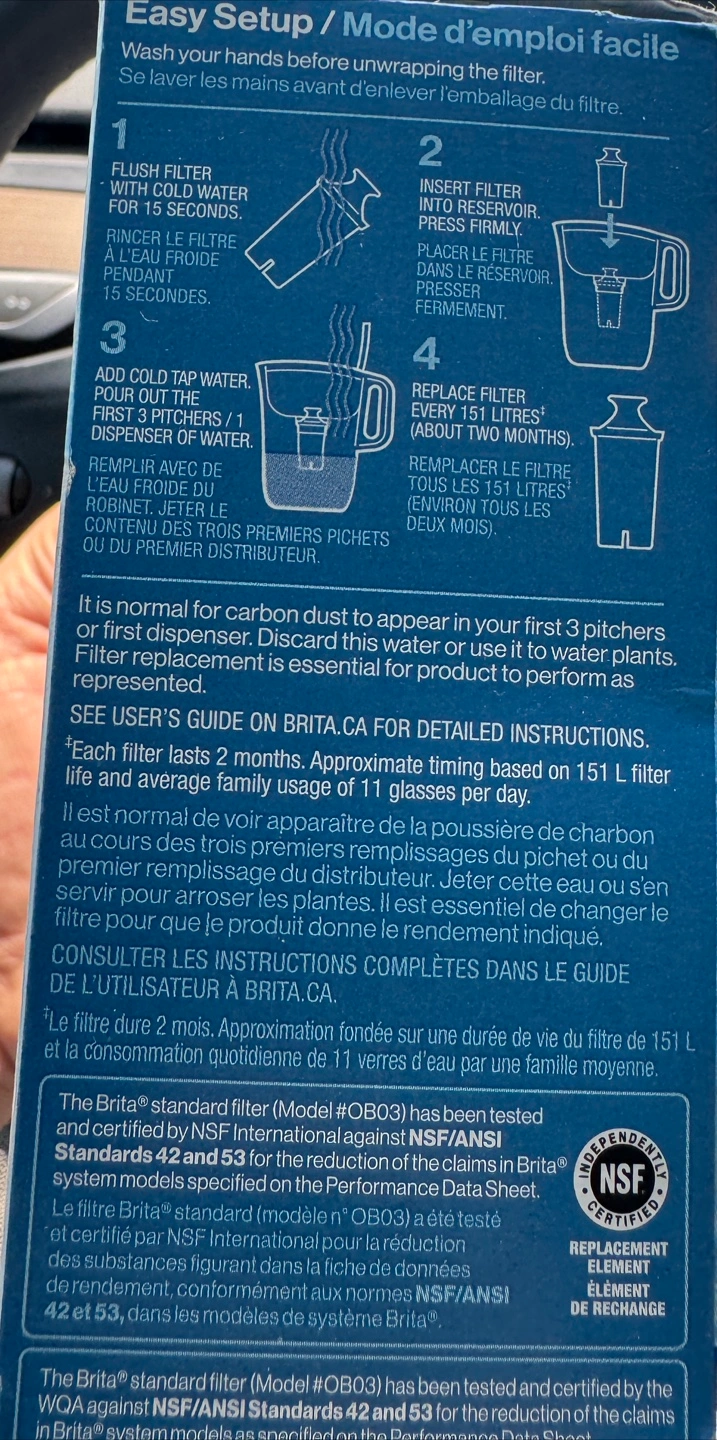 Easy Setup / Mode d'emploi facile
Wash your hands before unwrapping the filter.
Se laver les mains avant d'enlever l'emballage du filtre.
1
FLUSH FILTER
WITH COLD WATER
FOR 15 SECONDS.
RINCER LE FILTRE
À L'EAU FROIDE
PENDANT
15 SECONDES.
2
INSERT FILTER
INTO RESERVOIR.
PRESS FIRMLY.
PLACER LE FILTRE
DANS LE RÉSERVOIR.
PRESSER
FERMEMENT.
3
ADD COLD TAP WATER.
POUR OUT THE
FIRST 3 PITCHERS / 1
DISPENSER OF WATER.
REMPLIR AVEC DE
L'EAU FROIDE DU
ROBINET. JETER LE
CONTENU DES TROIS PREMIERS PICHETS
OU DU PREMIER DISTRIBUTEUR.
4
REPLACE FILTER
EVERY 151 LITRES‡
(ABOUT TWO MONTHS).
REMPLACER LE FILTRE
TOUS LES 151 LITRES‡
(ENVIRON TOUS LES
DEUX MOIS).
It is normal for carbon dust to appear in your first 3 pitchers
or first dispenser. Discard this water or use it to water plants.
Filter replacement is essential for product to perform as
represented.
SEE USER'S GUIDE ON BRITA.CA FOR DETAILED INSTRUCTIONS.
‡Each filter lasts 2 months. Approximate timing based on 151 L filter
life and average family usage of 11 glasses per day.
Il est normal de voir apparaître de la poussière de charbon
au cours des trois premiers remplissages du pichet ou du
premier remplissage du distributeur. Jeter cette eau ou s'en
servir pour arroser les plantes. Il est essentiel de changer le
filtre pour que le produit donne le rendement indiqué.
CONSULTER LES INSTRUCTIONS COMPLÈTES DANS LE GUIDE
DE L'UTILISATEUR À BRITA.CA.
‡Le filtre dure 2 mois. Approximation fondée sur une durée de vie du filtre de 151 L
et la consommation quotidienne de 11 verres d'eau par une famille moyenne.
The Brita® standard filter (Model #OB03) has been tested
and certified by NSF International against NSF/ANSI
Standards 42 and 53 for the reduction of the claims in Brita®
system models specified on the Performance Data Sheet.
Le filtre Brita® standard (modèle n° OB03) a été testé
et certifié par NSF International pour la réduction
des substances figurant dans la fiche de données
de rendement, conformément aux normes NSF/ANSI
42 et 53, dans les modèles de système Brita®.
INDEPENDENTLY
NSF
CERTIFIED
REPLACEMENT
ELEMENT
ÉLÉMENT
DE RECHANGE
The Brita® standard filter (Model #OB03) has been tested and certified by the
WQA against NSF/ANSI Standards 42 and 53 for the reduction of the claims
in Brita® system models as specified on the Performance Data Sheet.